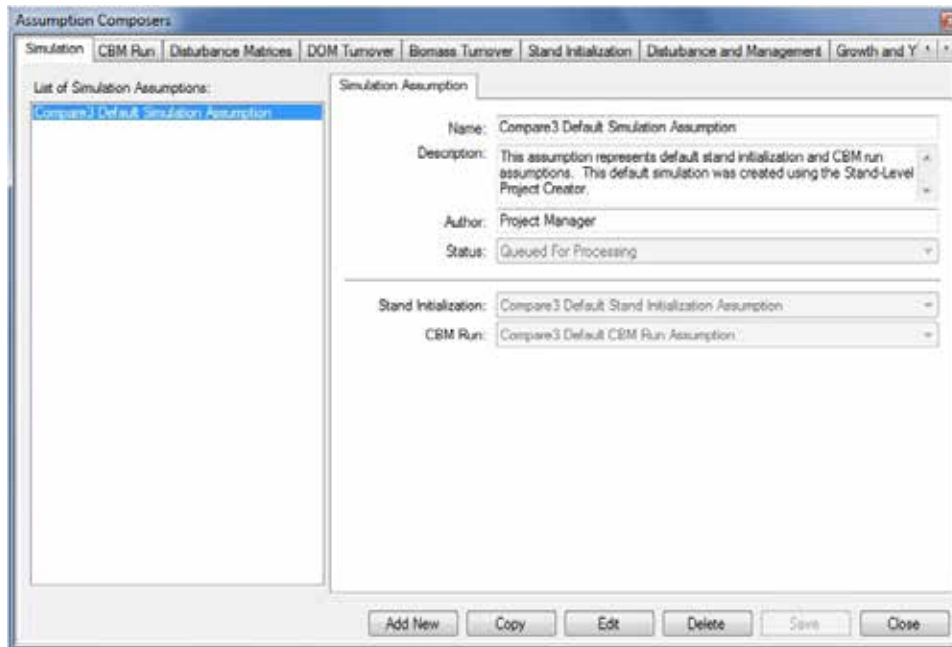 Assumption Composers
Simulation CBM Run Disturbance Matrices DOM Turnover Biomass Turnover Stand Initialization Disturbance and Management Growth and Y
List of Simulation Assumptions:
Compare3 Default Simulation Assumption
Simulation Assumption
Name: Compare3 Default Simulation Assumption
Description: This assumption represents default stand initialization and CBM run
assumptions. This default simulation was created using the Stand-Level
Project Creator.
Author: Project Manager
Status: Queued For Processing
Stand Initialization: Compare3 Default Stand Initialization Assumption
CBM Run: Compare3 Default CBM Run Assumption
Add New Copy Edit Delete Save Close